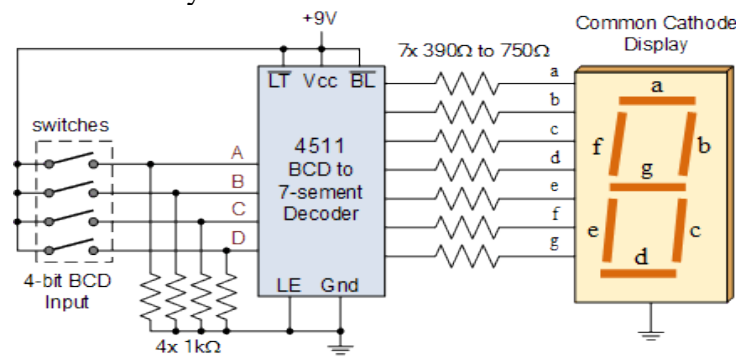 +9V
Common Cathode
Display
7x 390Ω to 750Ω
LT Vcc BL
switches
4511
BCD to
7-sement
Decoder
A
B
C
D
a
b
c
d
e
f
g
a
f
b
g
e
c
d
4-bit BCD
Input
LE Gnd
4x 1kΩ